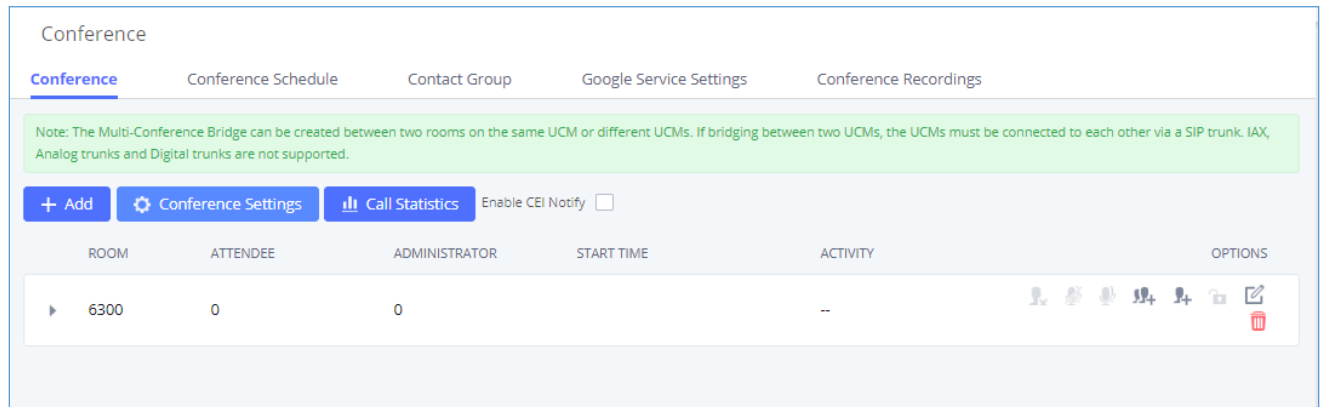 Conference
Conference Conference Schedule Contact Group Google Service Settings Conference Recordings
Note: The Multi-Conference Bridge can be created between two rooms on the same UCM or different UCMs. If bridging between two UCMs, the UCMs must be connected to each other via a SIP trunk. IAX,
Analog trunks and Digital trunks are not supported.
+ Add Conference Settings Call Statistics Enable CEI Notify
ROOM ATTENDEE ADMINISTRATOR START TIME ACTIVITY OPTIONS
6300 0 0 --